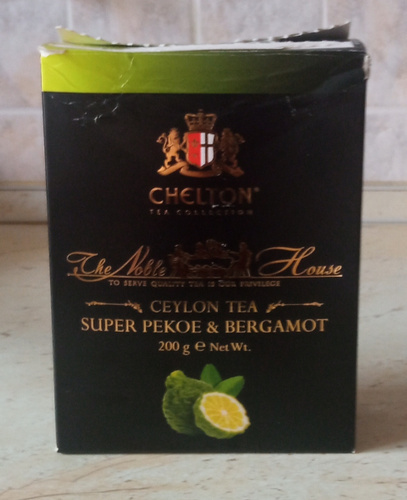 CHELTON®
TEA COLLECTION
The Noble House
TO SERVE QUALITY TEA IS OUR PRIVILEGE
CEYLON TEA
SUPER PEKOE & BERGAMOT
200 g ℮ Net Wt.